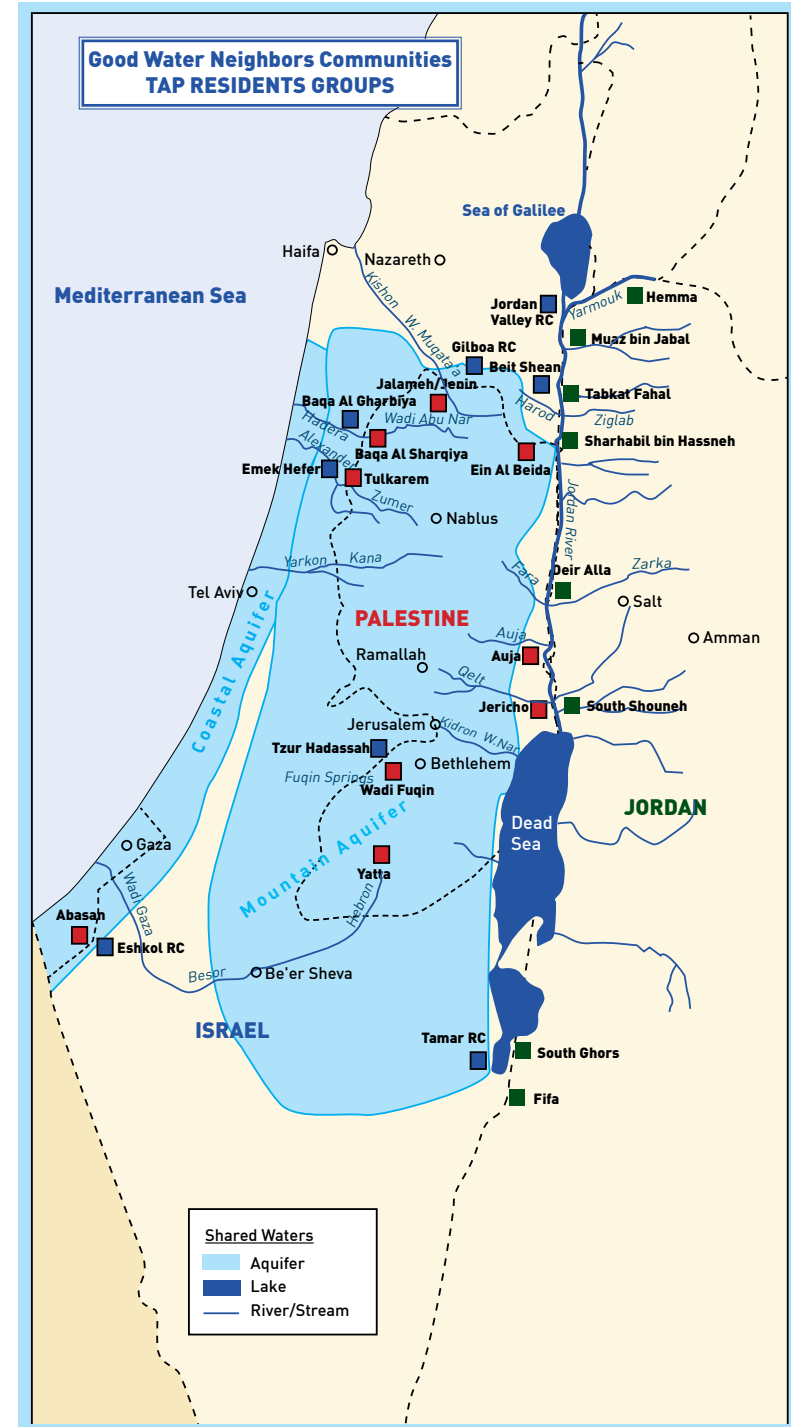 Good Water Neighbors Communities
TAP RESIDENTS GROUPS
Sea of Galilee
Haifa
Nazareth
Mediterranean Sea
Kishon
Yarmouk
Hemma
Jordan
Valley RC
W. Muqata'a
Muaz bin Jabal
Gilboa RC
Beit Shean
Jalameh/Jenin
Tabkat Fahal
Baqa Al Gharbiya
Harod
Hadera
Wadi Abu Nar
Ziglab
Alexander
Baqa Al Sharqiya
Sharhabil bin Hassneh
Emek Hefer
Tulkarem
Ein Al Beida
Zumer
Nablus
Jordan River
Yarkon
Kana
Fara
Deir Alla
Zarka
Tel Aviv
Salt
PALESTINE
Auja
Amman
Ramallah
Auja
Coastal Aquifer
Qelt
Jericho
South Shouneh
Jerusalem
Kidron W.Nar
Tzur Hadassah
Bethlehem
Fuqin Springs
Wadi Fuqin
JORDAN
Mountain Aquifer
Dead
Sea
Gaza
Yatta
Wadi Gaza
Hebron
Abasan
Eshkol RC
Besor
Be'er Sheva
ISRAEL
Tamar RC
South Ghors
Fifa
Shared Waters
Aquifer
Lake
River/Stream